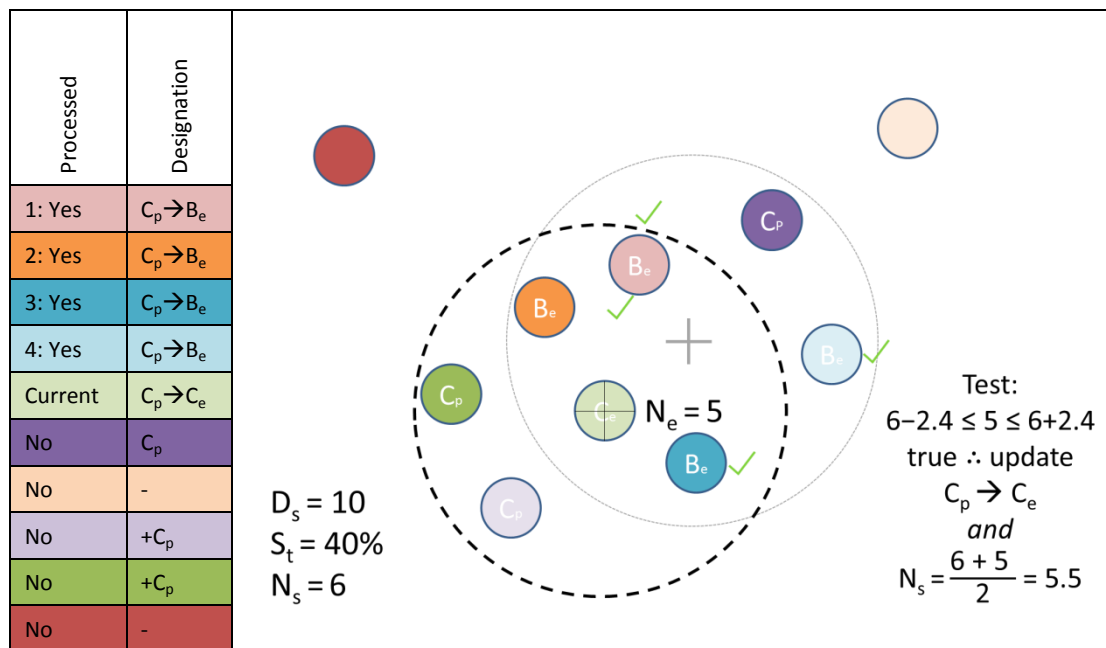 Processed Designation
1: Yes Cₚ→Bₑ
2: Yes Cₚ→Bₑ
3: Yes Cₚ→Bₑ
4: Yes Cₚ→Bₑ
Current Cₚ→Cₑ
No Cₚ
No -
No +Cₚ
No +Cₚ
No -
Cₚ
Bₑ
Bₑ
Bₑ
Cₚ
Cₑ Nₑ = 5
Bₑ
Cₚ
Dₛ = 10
Sₜ = 40%
Nₛ = 6
Test:
6−2.4 ≤ 5 ≤ 6+2.4
true ∴ update
Cₚ → Cₑ
and
Nₛ = (6 + 5)/2 = 5.5